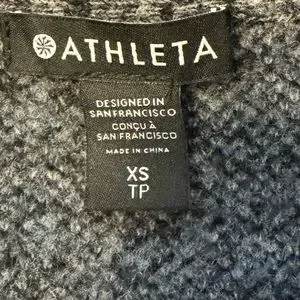 ATHLETA
DESIGNED IN
SAN FRANCISCO
CONÇU À
SAN FRANCISCO
MADE IN CHINA
XS
TP